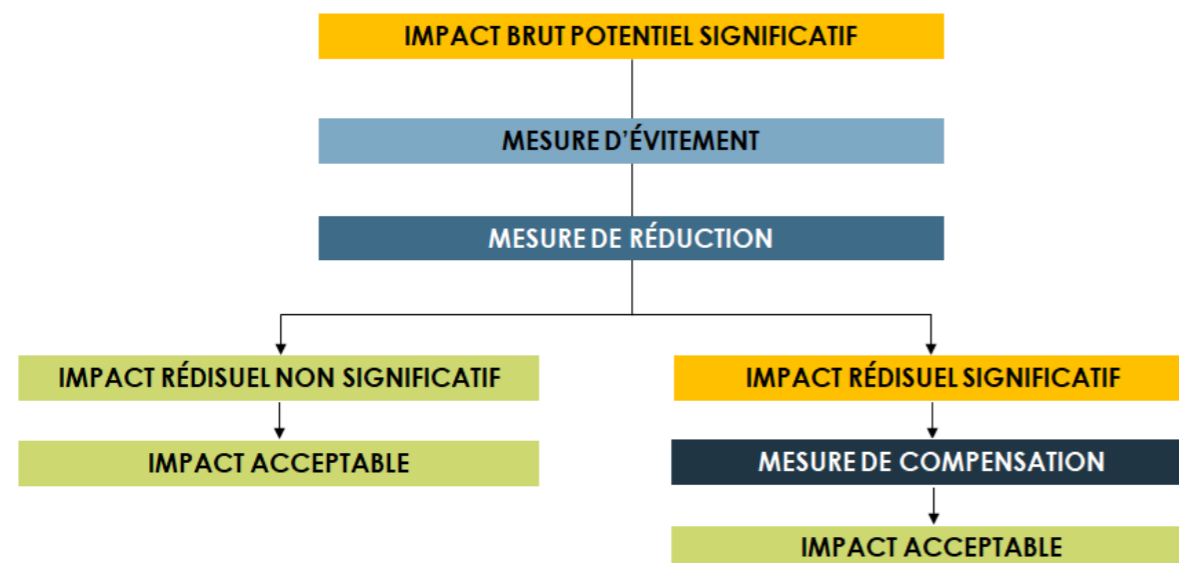 IMPACT BRUT POTENTIEL SIGNIFICATIF
MESURE D’ÉVITEMENT
MESURE DE RÉDUCTION
IMPACT RÉDISUEL NON SIGNIFICATIF
IMPACT RÉDISUEL SIGNIFICATIF
IMPACT ACCEPTABLE
MESURE DE COMPENSATION
IMPACT ACCEPTABLE